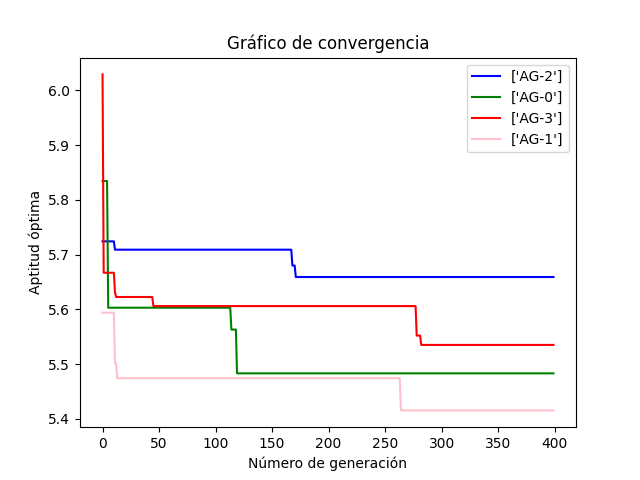 Gráfico de convergencia
['AG-2']
['AG-0']
['AG-3']
['AG-1']
Aptitud óptima
6.0
5.9
5.8
5.7
5.6
5.5
5.4
0 50 100 150 200 250 300 350 400
Número de generación